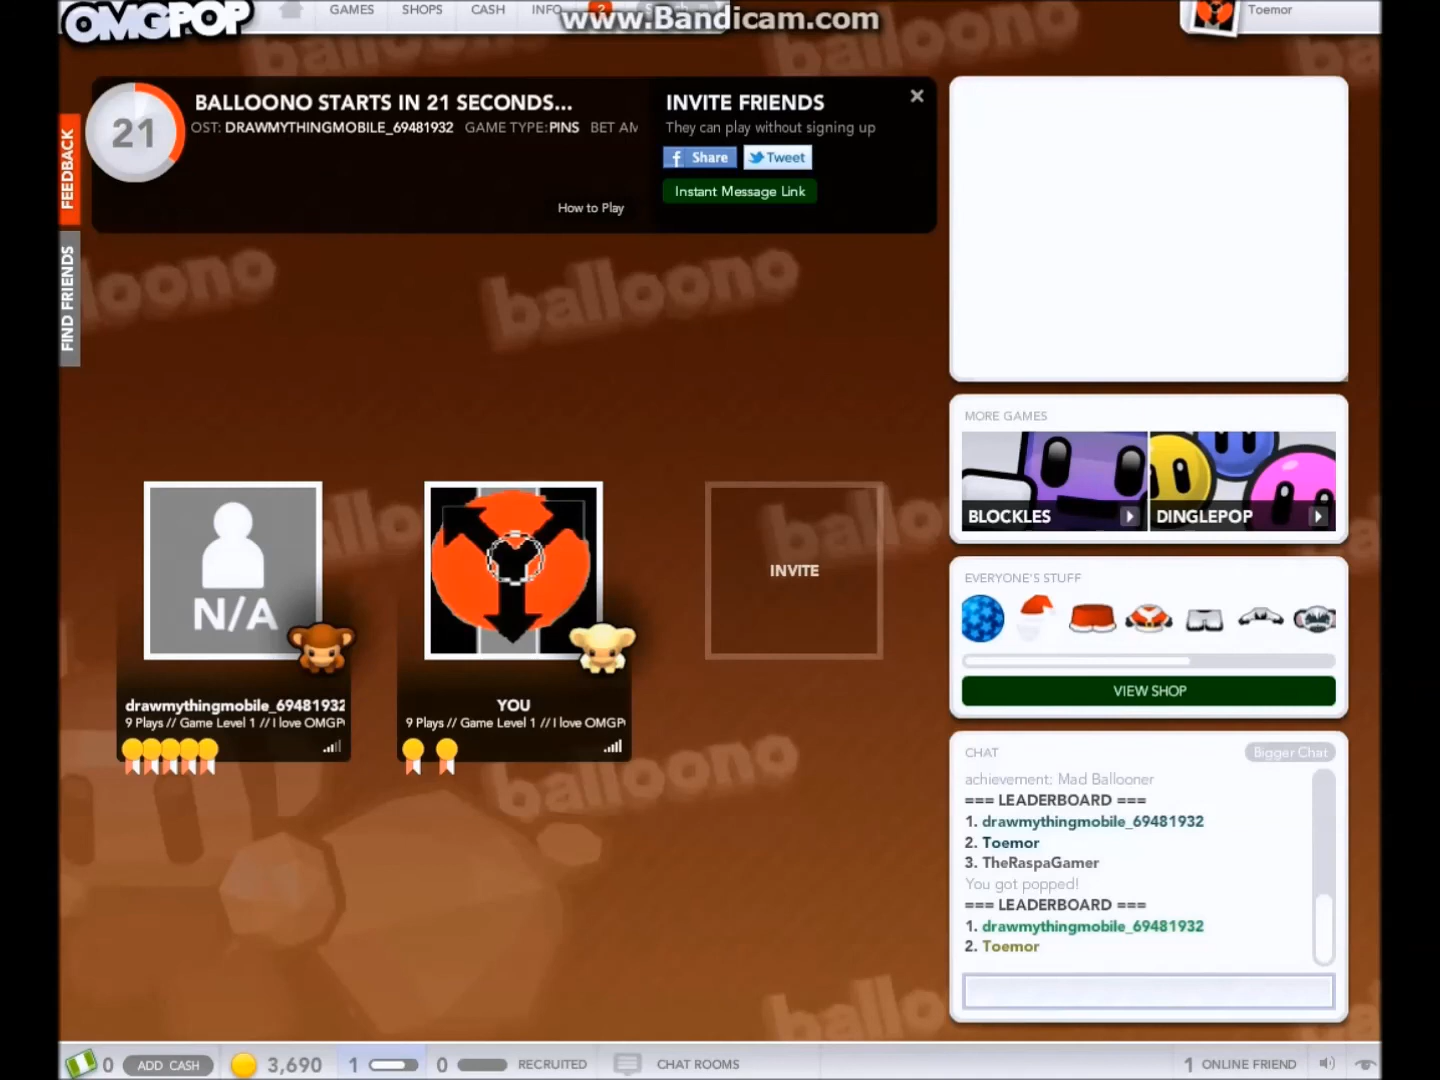 OMGPOP
GAMES
SHOPS
CASH
INFO
2
www.Bandicam.com
Toemor
FEEDBACK
FIND FRIENDS
21
BALLOONO STARTS IN 21 SECONDS...
OST: DRAWMYTHINGMOBILE_69481932 GAME TYPE:PINS BET AM
How to Play
INVITE FRIENDS
They can play without signing up
Share
Tweet
Instant Message Link
balloono
balloono
balloono
MORE GAMES
BLOCKLES
DINGLEPOP
EVERYONE'S STUFF
VIEW SHOP
N/A
INVITE
drawmythingmobile_69481932
9 Plays // Game Level 1 // I love OMGP
YOU
9 Plays // Game Level 1 // I love OMGP
balloono
CHAT
Bigger Chat
achievement: Mad Ballooner
=== LEADERBOARD ===
1. drawmythingmobile_69481932
2. Toemor
3. TheRaspaGamer
You got popped!
=== LEADERBOARD ===
1. drawmythingmobile_69481932
2. Toemor
0
ADD CASH
3,690
1
0
RECRUITED
CHAT ROOMS
1 ONLINE FRIEND